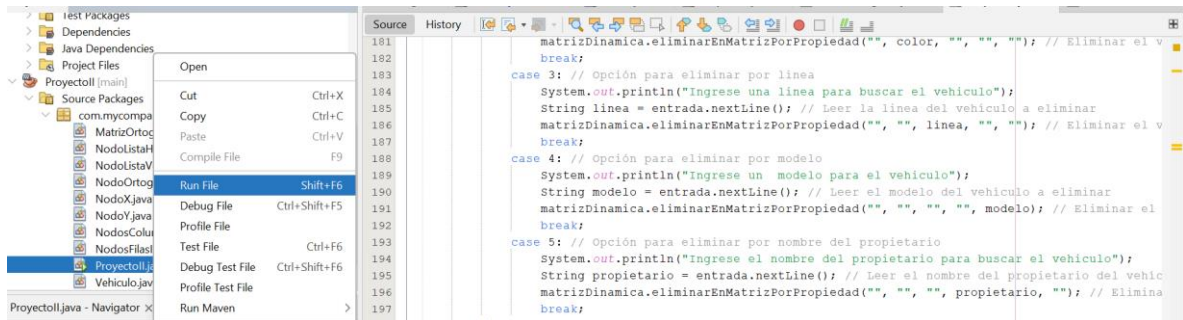 Test Packages
Dependencies
Java Dependencies
Project Files
ProyectoII [main]
Source Packages
com.mycompa
MatrizOrtog
NodoListaH
NodoListaV
NodoOrtog
NodoX.java
NodoY.java
NodosColu
NodosFilasI
ProyectoII.ja
Vehiculo.jav
ProyectoII.java - Navigator ×
Open
Cut Ctrl+X
Copy Ctrl+C
Paste Ctrl+V
Compile File F9
Run File Shift+F6
Debug File Ctrl+Shift+F5
Profile File
Test File Ctrl+F6
Debug Test File Ctrl+Shift+F6
Profile Test File
Run Maven >
Source History
181 matrizDinamica.eliminarEnMatrizPorPropiedad("", color, "", "", ""); // Eliminar el v
182 break;
183 case 3: // Opción para eliminar por linea
184 System.out.println("Ingrese una linea para buscar el vehiculo");
185 String linea = entrada.nextLine(); // Leer la linea del vehiculo a eliminar
186 matrizDinamica.eliminarEnMatrizPorPropiedad("", "", linea, "", ""); // Eliminar el v
187 break;
188 case 4: // Opción para eliminar por modelo
189 System.out.println("Ingrese un  modelo para el vehiculo");
190 String modelo = entrada.nextLine(); // Leer el modelo del vehiculo a eliminar
191 matrizDinamica.eliminarEnMatrizPorPropiedad("", "", "", "", modelo); // Eliminar el
192 break;
193 case 5: // Opción para eliminar por nombre del propietario
194 System.out.println("Ingrese el nombre del propietario para buscar el vehiculo");
195 String propietario = entrada.nextLine(); // Leer el nombre del propietario del vehic
196 matrizDinamica.eliminarEnMatrizPorPropiedad("", "", "", propietario, ""); // Elimina
197 break;